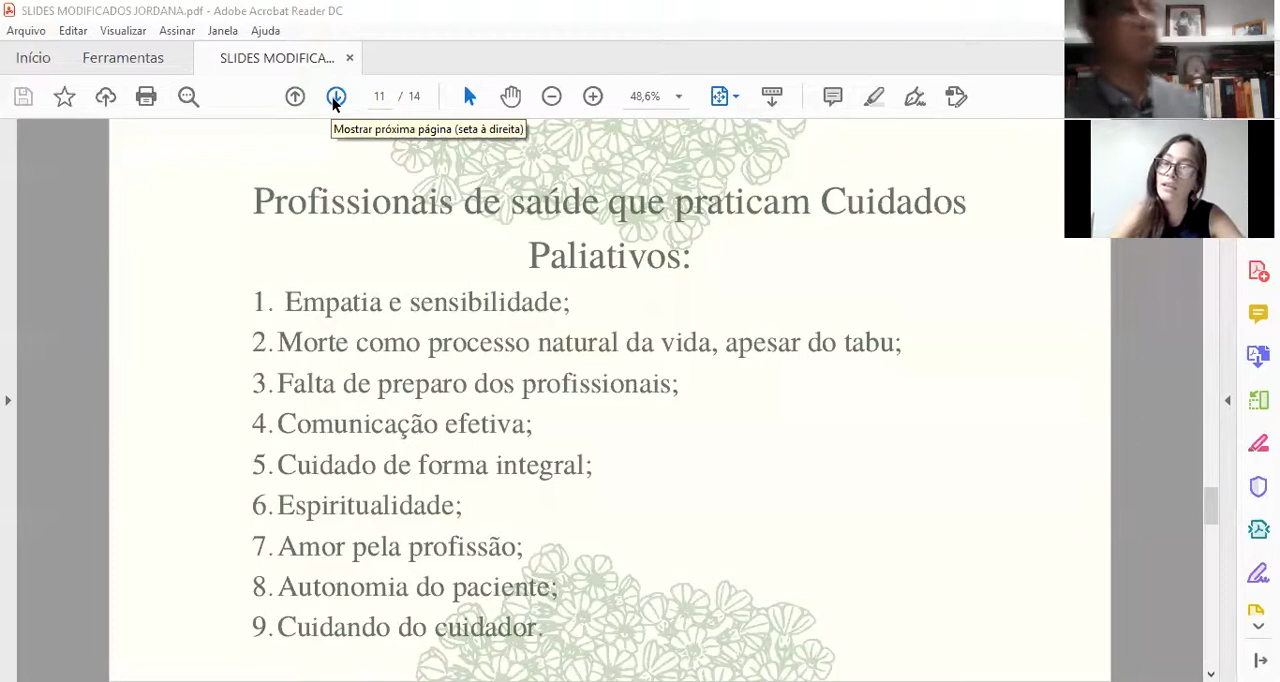 SLIDES MODIFICADOS JORDANA.pdf - Adobe Acrobat Reader DC
Arquivo Editar Visualizar Assinar Janela Ajuda
Início Ferramentas SLIDES MODIFICA... ×
11 / 14 48,6%
Mostrar próxima página (seta à direita)
Profissionais de saúde que praticam Cuidados
Paliativos:
1. Empatia e sensibilidade;
2. Morte como processo natural da vida, apesar do tabu;
3. Falta de preparo dos profissionais;
4. Comunicação efetiva;
5. Cuidado de forma integral;
6. Espiritualidade;
7. Amor pela profissão;
8. Autonomia do paciente;
9. Cuidando do cuidador.